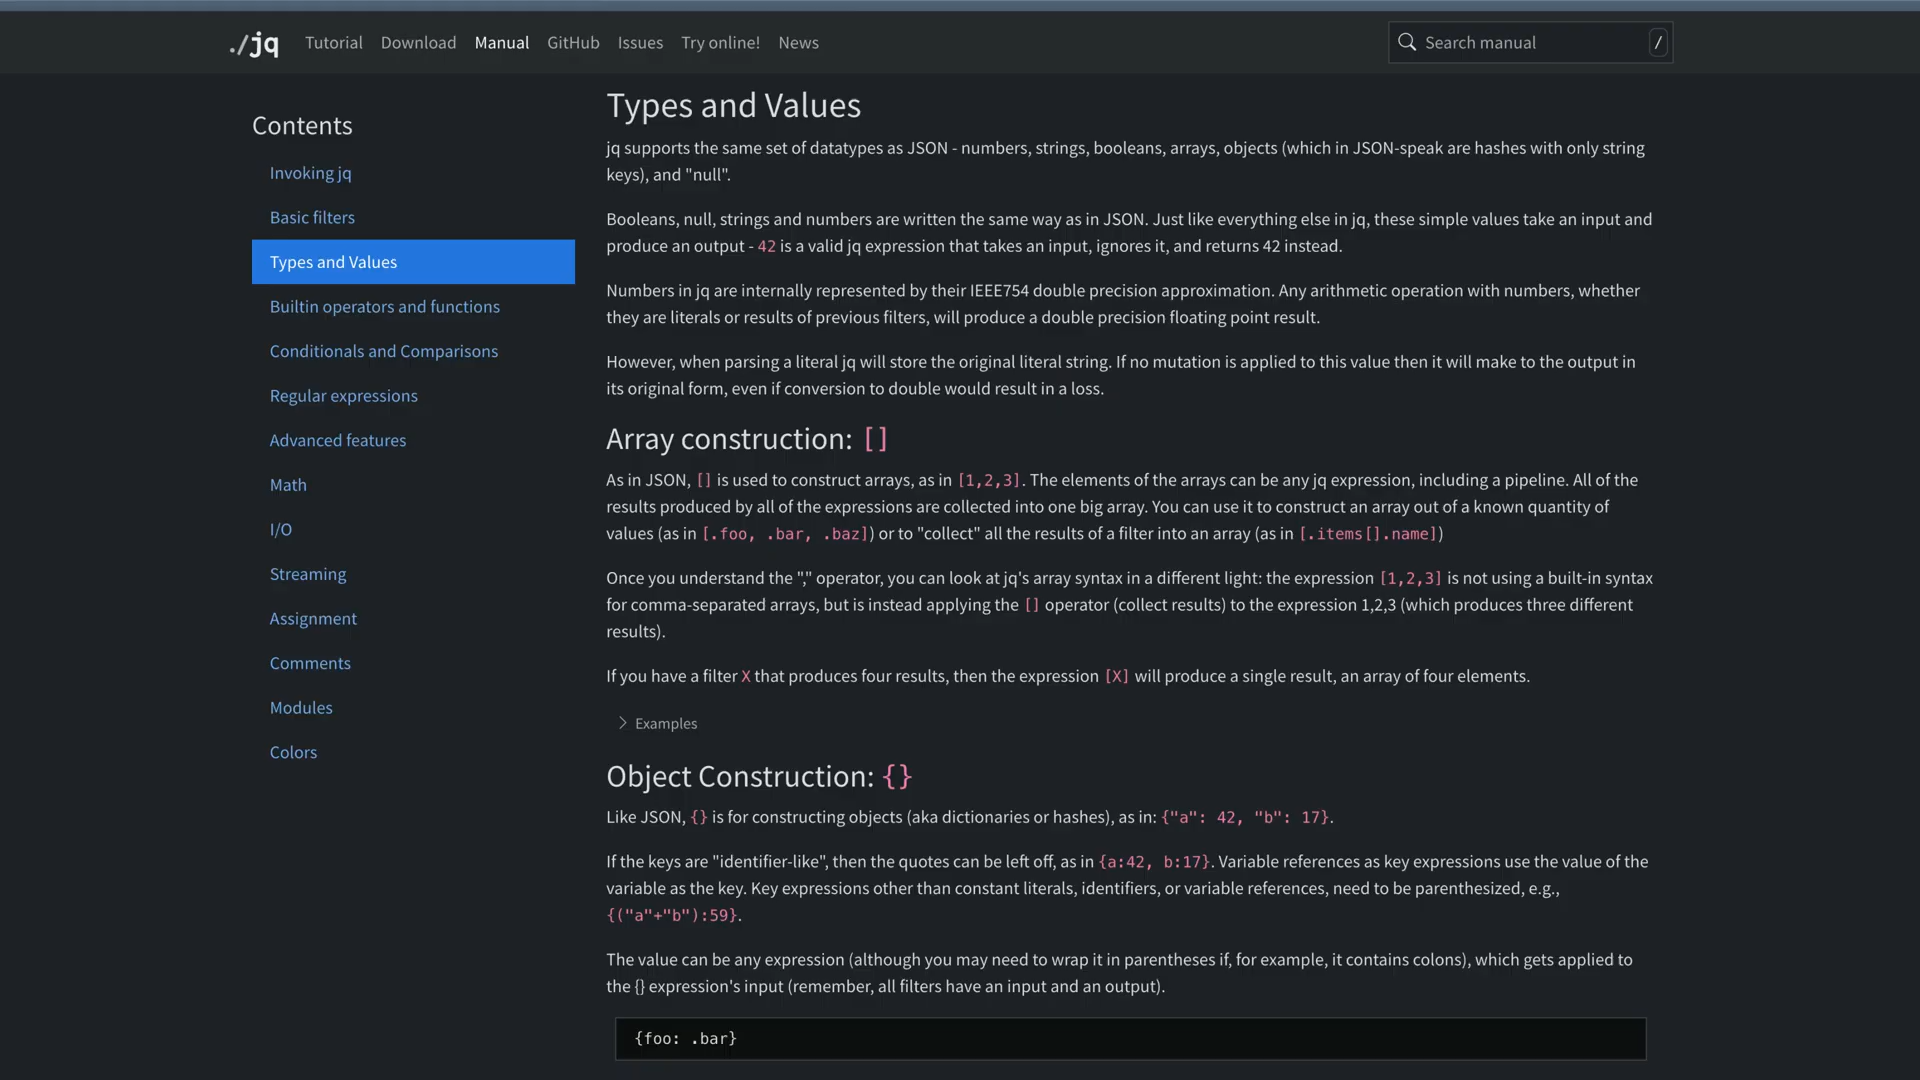 ./jq Tutorial Download Manual GitHub Issues Try online! News Search manual /
Contents
Invoking jq
Basic filters
Types and Values
Builtin operators and functions
Conditionals and Comparisons
Regular expressions
Advanced features
Math
I/O
Streaming
Assignment
Comments
Modules
Colors
Types and Values
jq supports the same set of datatypes as JSON - numbers, strings, booleans, arrays, objects (which in JSON-speak are hashes with only string
keys), and "null".
Booleans, null, strings and numbers are written the same way as in JSON. Just like everything else in jq, these simple values take an input and
produce an output - 42 is a valid jq expression that takes an input, ignores it, and returns 42 instead.
Numbers in jq are internally represented by their IEEE754 double precision approximation. Any arithmetic operation with numbers, whether
they are literals or results of previous filters, will produce a double precision floating point result.
However, when parsing a literal jq will store the original literal string. If no mutation is applied to this value then it will make to the output in
its original form, even if conversion to double would result in a loss.
Array construction: []
As in JSON, [] is used to construct arrays, as in [1,2,3]. The elements of the arrays can be any jq expression, including a pipeline. All of the
results produced by all of the expressions are collected into one big array. You can use it to construct an array out of a known quantity of
values (as in [.foo, .bar, .baz]) or to "collect" all the results of a filter into an array (as in [.items[].name])
Once you understand the "," operator, you can look at jq's array syntax in a different light: the expression [1,2,3] is not using a built-in syntax
for comma-separated arrays, but is instead applying the [] operator (collect results) to the expression 1,2,3 (which produces three different
results).
If you have a filter X that produces four results, then the expression [X] will produce a single result, an array of four elements.
Examples
Object Construction: {}
Like JSON, {} is for constructing objects (aka dictionaries or hashes), as in: {"a": 42, "b": 17}.
If the keys are "identifier-like", then the quotes can be left off, as in {a:42, b:17}. Variable references as key expressions use the value of the
variable as the key. Key expressions other than constant literals, identifiers, or variable references, need to be parenthesized, e.g.,
{("a"+"b"):59}.
The value can be any expression (although you may need to wrap it in parentheses if, for example, it contains colons), which gets applied to
the {} expression's input (remember, all filters have an input and an output).
{foo: .bar}